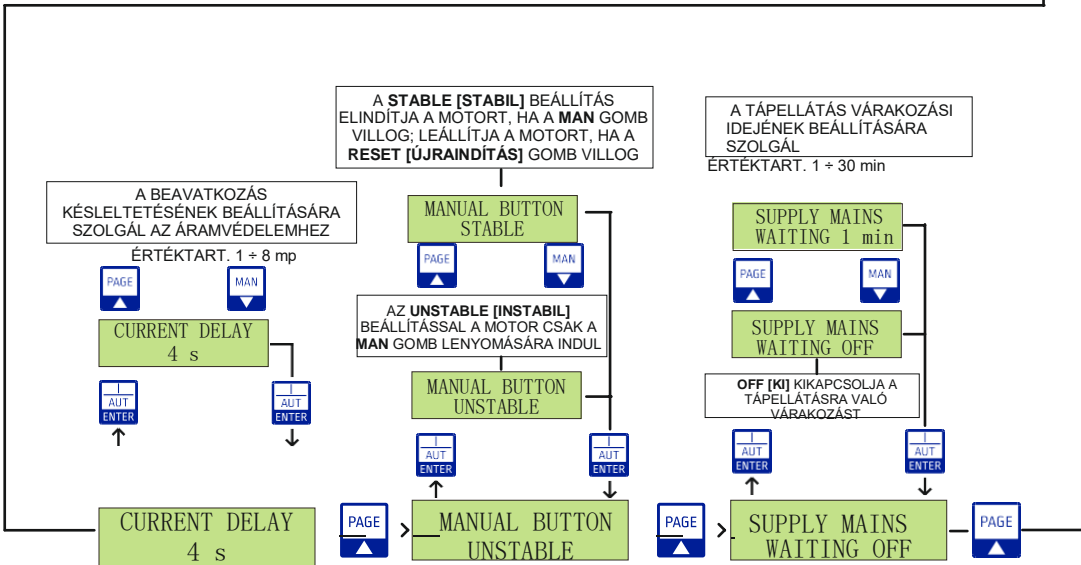 A BEAVATKOZÁS
KÉSLELTETÉSÉNEK BEÁLLÍTÁSÁRA
SZOLGÁL AZ ÁRAMVÉDELEMHEZ
ÉRTÉKTART. 1 ÷ 8 mp
PAGE
MAN
CURRENT DELAY
4 s
I
AUT
ENTER
I
AUT
ENTER
A STABLE [STABIL] BEÁLLÍTÁS
ELINDÍTJA A MOTORT, HA A MAN GOMB
VILLOG; LEÁLLÍTJA A MOTORT, HA A
RESET [ÚJRAINDÍTÁS] GOMB VILLOG
MANUAL BUTTON
STABLE
PAGE
MAN
AZ UNSTABLE [INSTABIL]
BEÁLLÍTÁSSAL A MOTOR CSAK A
MAN GOMB LENYOMÁSÁRA INDUL
MANUAL BUTTON
UNSTABLE
I
AUT
ENTER
I
AUT
ENTER
A TÁPELLÁTÁS VÁRAKOZÁSI
IDEJÉNEK BEÁLLÍTÁSÁRA
SZOLGÁL
ÉRTÉKTART. 1 ÷ 30 min
SUPPLY MAINS
WAITING 1 min
PAGE
MAN
SUPPLY MAINS
WAITING OFF
OFF [KI] KIKAPCSOLJA A
TÁPELLÁTÁSRA VALÓ
VÁRAKOZÁST
I
AUT
ENTER
I
AUT
ENTER
CURRENT DELAY
4 s
PAGE
>
MANUAL BUTTON
UNSTABLE
PAGE
>
SUPPLY MAINS
WAITING OFF
PAGE